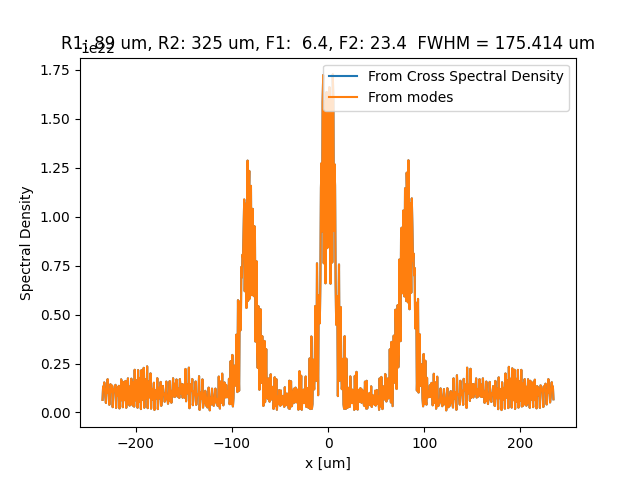 R1: 89 um, R2: 325 um, F1:  6.4, F2: 23.4  FWHM = 175.414 um
1e22
From Cross Spectral Density
From modes
1.75
1.50
1.25
1.00
0.75
0.50
0.25
0.00
Spectral Density
−200 −100 0 100 200
x [um]